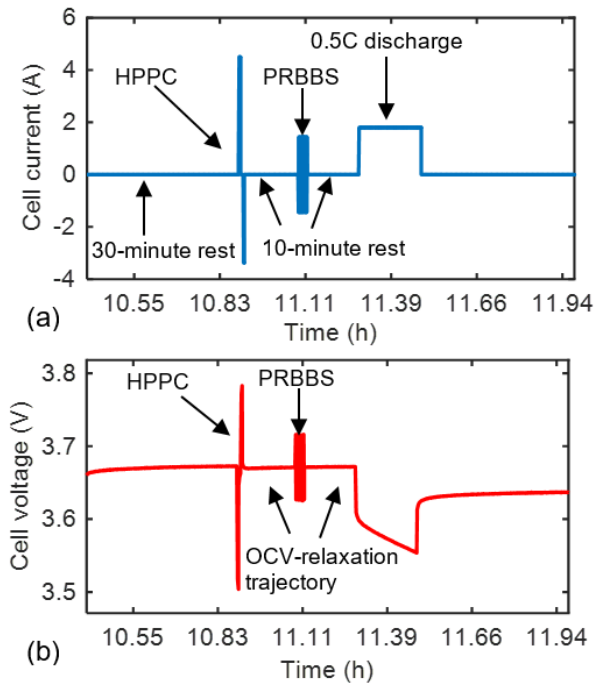 6
4
2
0
-2
-4
Cell current (A)
HPPC
PRBBS
0.5C discharge
30-minute rest
10-minute rest
10.55 10.83 11.11 11.39 11.66 11.94
Time (h)
(a)
3.8
3.7
3.6
3.5
Cell voltage (V)
HPPC
PRBBS
OCV-relaxation
trajectory
10.55 10.83 11.11 11.39 11.66 11.94
Time (h)
(b)